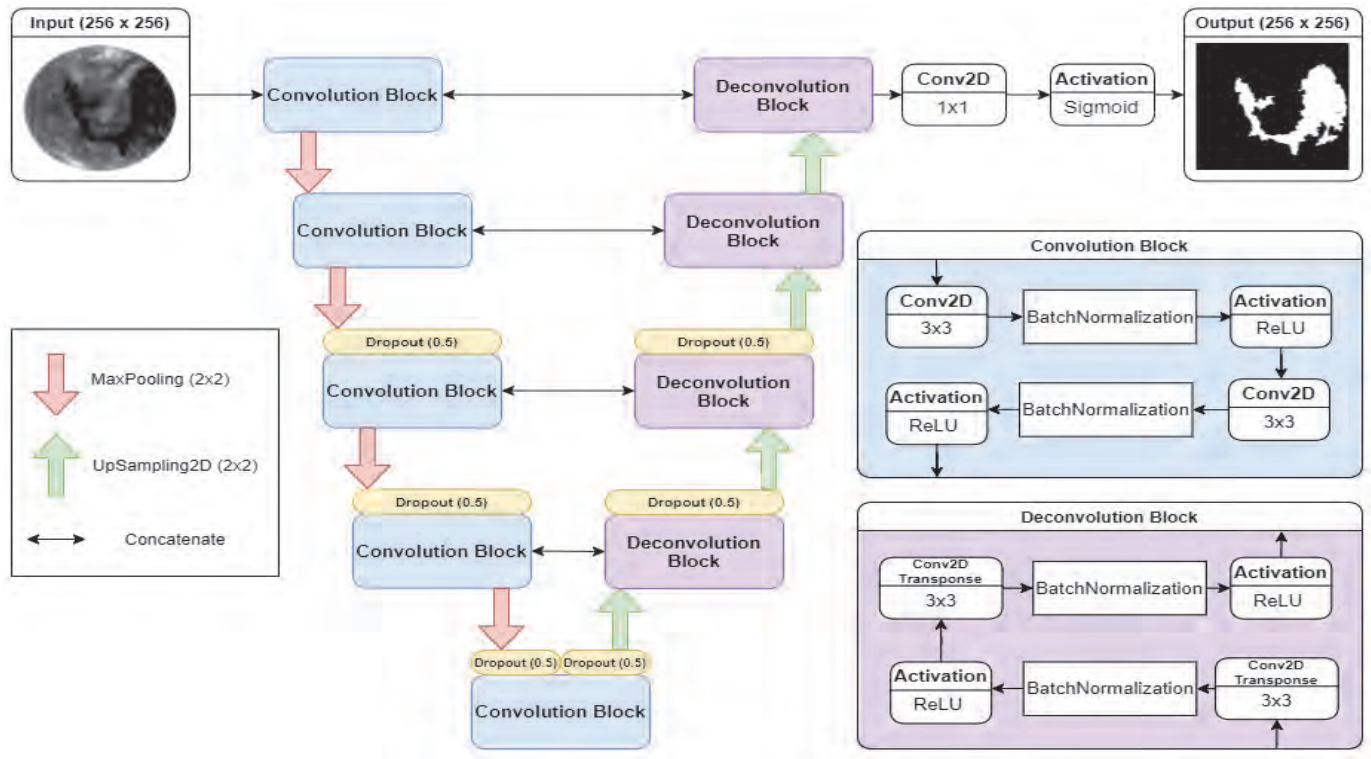 Input (256 x 256)
Convolution Block
Deconvolution
Block
Conv2D
1x1
Activation
Sigmoid
Output (256 x 256)
Convolution Block
Deconvolution
Block
MaxPooling (2x2)
UpSampling2D (2x2)
Concatenate
Dropout (0.5)
Convolution Block
Dropout (0.5)
Deconvolution
Block
Dropout (0.5)
Convolution Block
Dropout (0.5)
Deconvolution
Block
Dropout (0.5)
Dropout (0.5)
Convolution Block
Convolution Block
Conv2D
3x3
BatchNormalization
Activation
ReLU
Activation
ReLU
BatchNormalization
Conv2D
3x3
Deconvolution Block
Conv2D
Transponse
3x3
BatchNormalization
Activation
ReLU
Activation
ReLU
BatchNormalization
Conv2D
Transponse
3x3